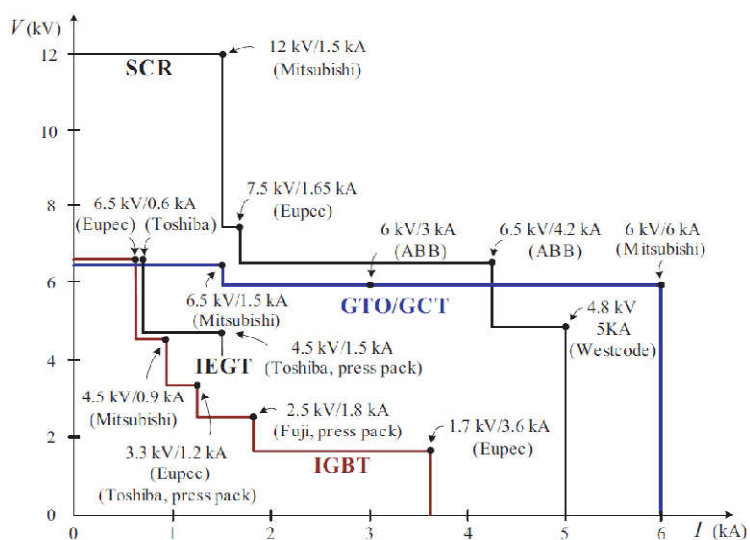 V (kV)
12
10
8
6
4
2
0
SCR
12 kV/1.5 kA
(Mitsubishi)
7.5 kV/1.65 kA
(Eupec)
6.5 kV/0.6 kA
(Eupec) (Toshiba)
6 kV/3 kA
(ABB)
6.5 kV/4.2 kA
(ABB)
6 kV/6 kA
(Mitsubishi)
6.5 kV/1.5 kA
(Mitsubishi)
GTO/GCT
4.8 kV
5KA
(Westcode)
IEGT
4.5 kV/1.5 kA
(Toshiba, press pack)
4.5 kV/0.9 kA
(Mitsubishi)
2.5 kV/1.8 kA
(Fuji, press pack)
1.7 kV/3.6 kA
(Eupec)
3.3 kV/1.2 kA
(Eupec)
(Toshiba, press pack)
IGBT
0 1 2 3 4 5 6 I (kA)